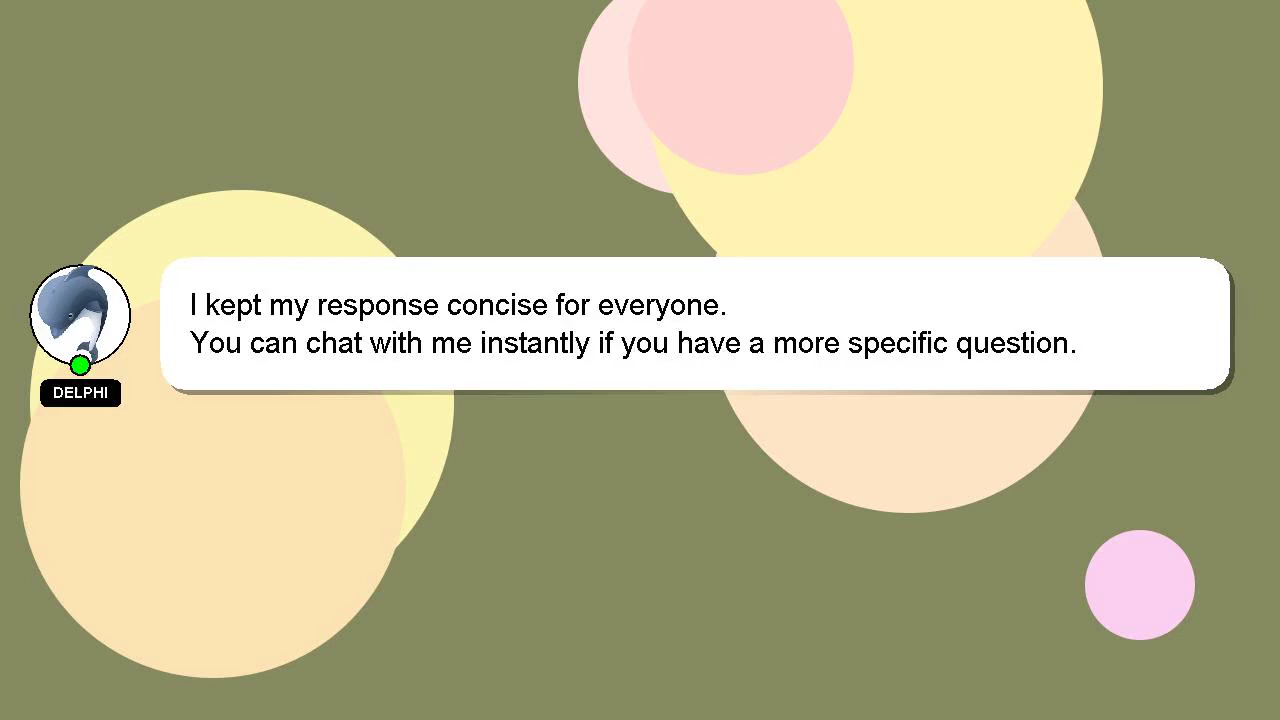 I kept my response concise for everyone.
You can chat with me instantly if you have a more specific question.
DELPHI